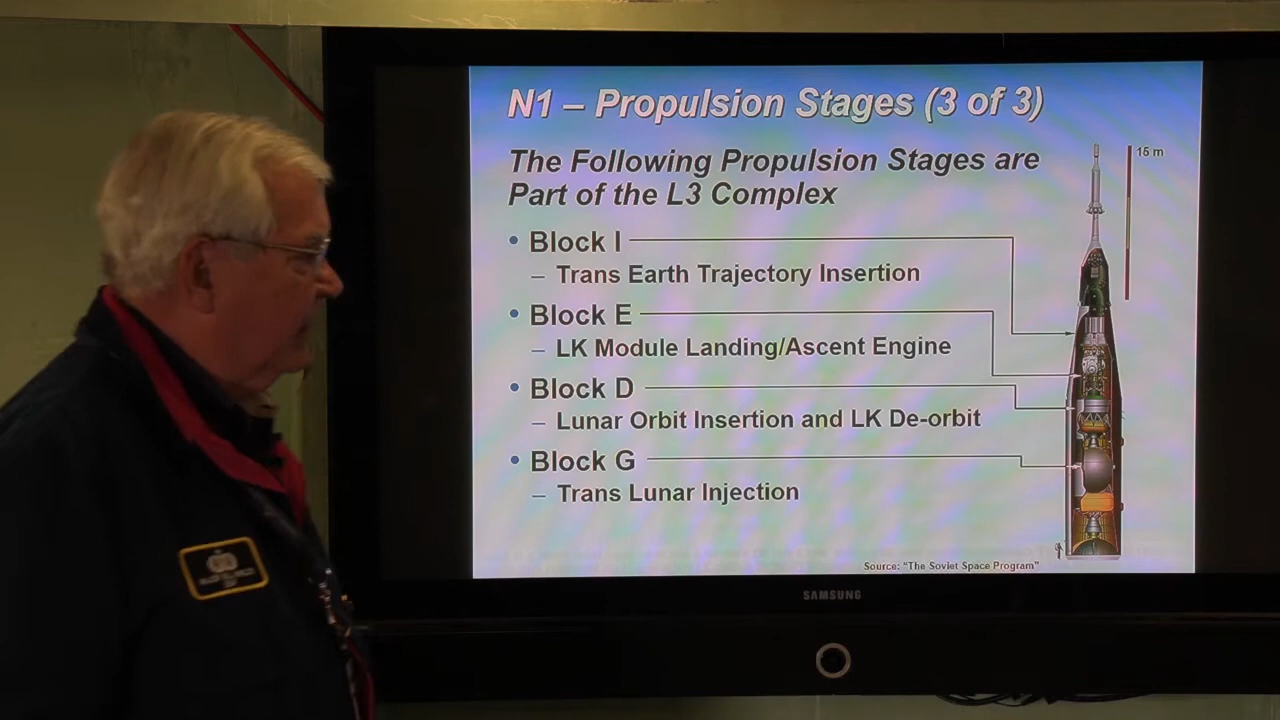 N1 – Propulsion Stages (3 of 3)
The Following Propulsion Stages are
Part of the L3 Complex
15 m
• Block I
– Trans Earth Trajectory Insertion
• Block E
– LK Module Landing/Ascent Engine
• Block D
– Lunar Orbit Insertion and LK De-orbit
• Block G
– Trans Lunar Injection
Source: "The Soviet Space Program"
SAMSUNG